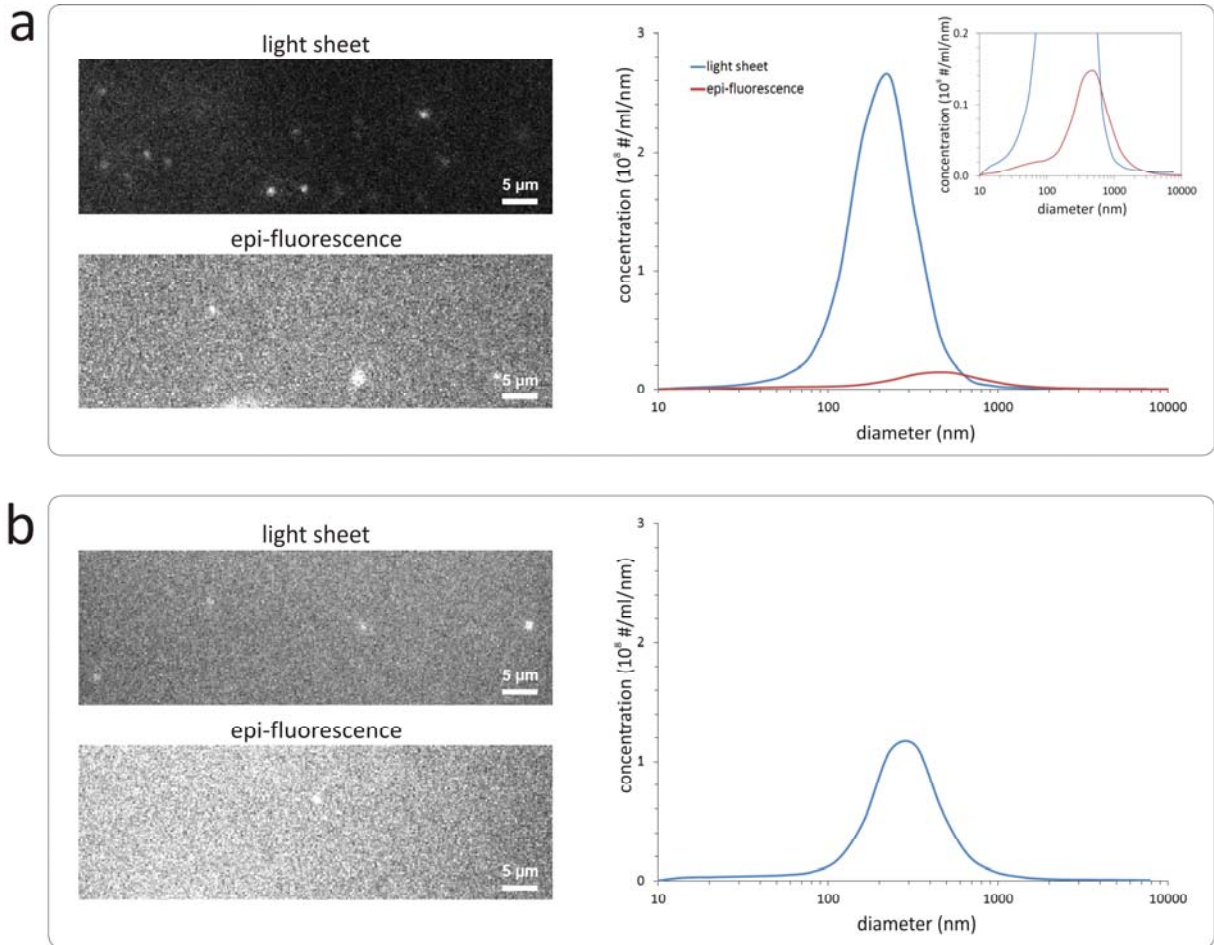 a
light sheet
5 µm
epi-fluorescence
5 µm
3
2
1
0
concentration (10⁸ #/ml/nm)
light sheet
epi-fluorescence
10
100
1000
10000
diameter (nm)
0.2
0.1
0.0
concentration (10⁸ #/ml/nm)
10
100
1000
10000
diameter (nm)
b
light sheet
5 µm
epi-fluorescence
5 µm
3
2
1
0
concentration (10⁸ #/ml/nm)
10
100
1000
10000
diameter (nm)